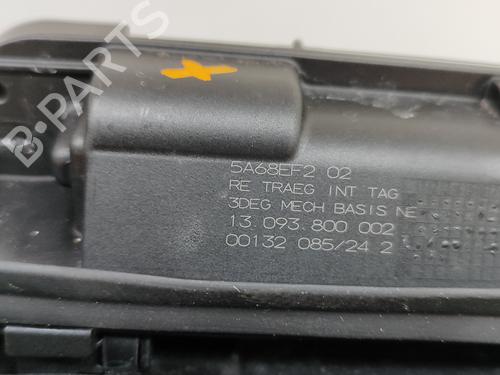 B-PARTS
5A68EF2 02
RE TRAEG INT TAG
3DEG MECH BASIS NE
13 093 800 002
00132 085/24 2